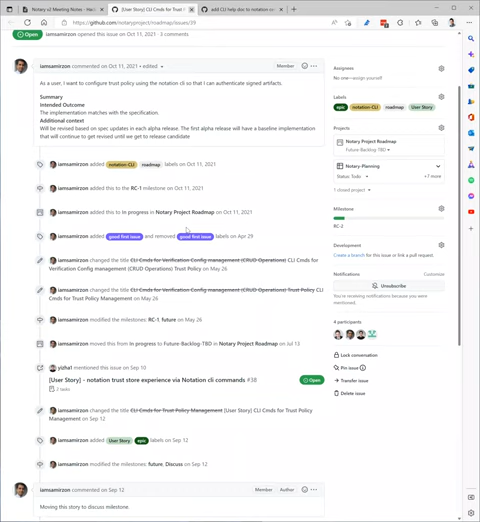 Notary v2 Meeting Notes - Hac
[User Story] CLI Cmds for Trust P
add CLI help doc to notation co
https://github.com/notaryproject/roadmap/issues/39
Open
iamsamirzon opened this issue on Oct 11, 2021 · 3 comments
iamsamirzon commented on Oct 11, 2021 • edited
Member
As a user, I want to configure trust policy using the notation cli so that I can authenticate signed artifacts.
Summary
Intended Outcome
The implementation matches with the specification.
Additional context
Will be revised based on spec updates in each alpha release. The first alpha release will have a baseline implementation
that will continue to get revised until we get to release candidate
iamsamirzon added notation-CLI roadmap labels on Oct 11, 2021
iamsamirzon added this to the RC-1 milestone on Oct 11, 2021
iamsamirzon added this to In progress in Notary Project Roadmap on Oct 11, 2021
iamsamirzon added good first issue and removed good first issue labels on Apr 29
iamsamirzon changed the title CLI Cmds for Verification Config management (CRUD Operations) CLI Cmds for
Verification Config management (CRUD Operations) Trust Policy on May 26
iamsamirzon changed the title CLI Cmds for Verification Config management (CRUD Operations) Trust Policy CLI
Cmds for Trust Policy Management on May 26
iamsamirzon modified the milestones: RC-1, future on May 26
iamsamirzon moved this from In progress to Future-Backlog-TBD in Notary Project Roadmap on Jul 13
yizha1 mentioned this issue on Sep 10
[User Story] - notation trust store experience via Notation cli commands #38
Open
2 tasks
iamsamirzon changed the title CLI Cmds for Trust Policy Management [User Story] CLI Cmds for Trust Policy
Management on Sep 12
iamsamirzon added User Story epic labels on Sep 12
iamsamirzon modified the milestones: future, Discuss on Sep 12
iamsamirzon commented on Sep 12
Member
Author
Moving this story to discuss milestone.
Assignees
No one—assign yourself
Labels
epic notation-CLI roadmap User Story
Projects
Notary Project Roadmap
Future-Backlog-TBD
Notary-Planning
Status: Todo
+7 more
1 closed project
Milestone
RC-2
Development
Create a branch for this issue or link a pull request.
Notifications
Customize
Unsubscribe
You're receiving notifications because you were
mentioned.
4 participants
Lock conversation
Pin issue
Transfer issue
Delete issue